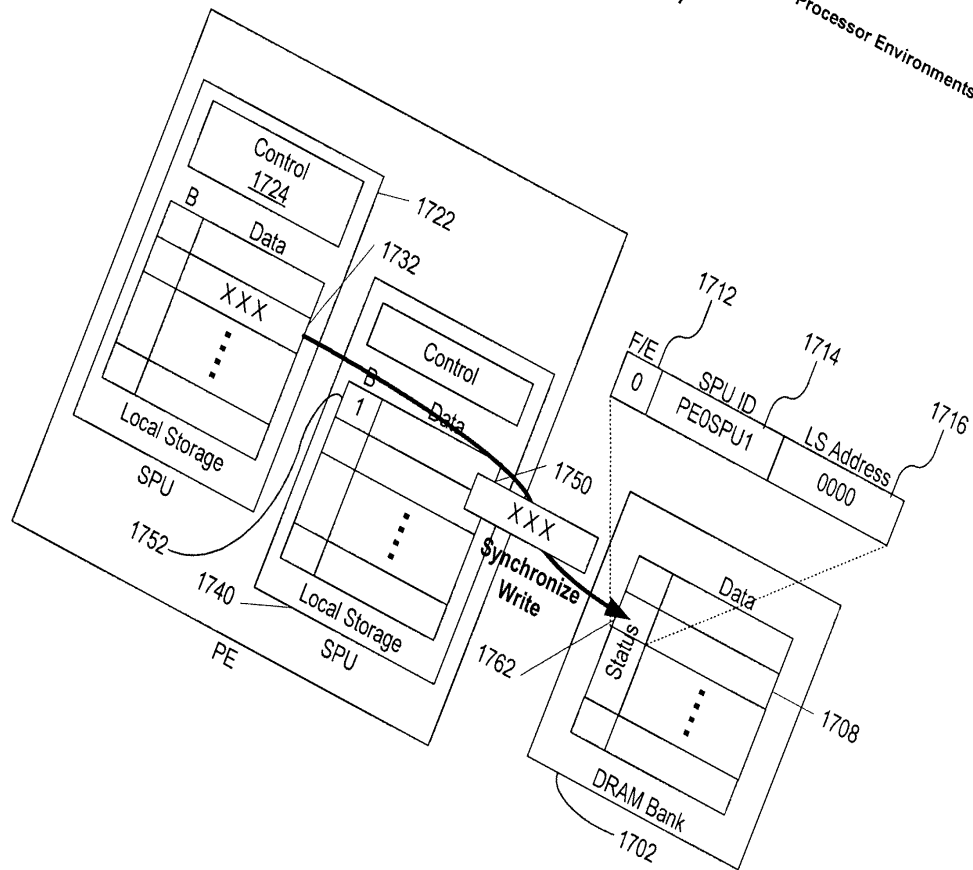 Processor Environments
Control
1724
1722
B
Data
1732
XXX
Control
B
1
Data
Local Storage
SPU
1752
1750
XXX
Synchronize
Write
1740
Local Storage
SPU
PE
1712
F/E
0
SPU ID
PE0SPU1
1714
LS Address
0000
1716
1762
Status
Data
1708
DRAM Bank
1702